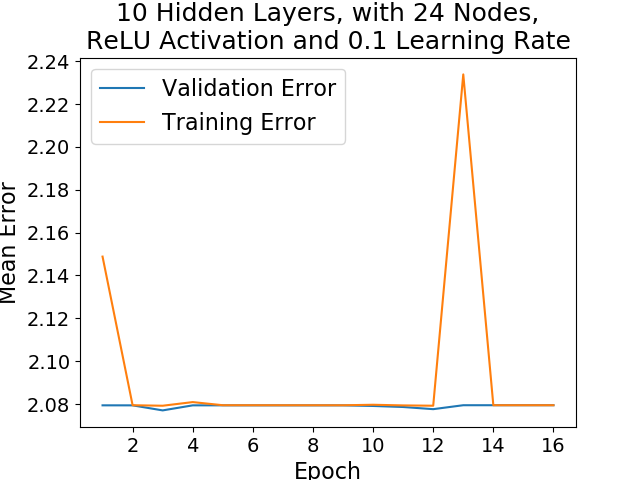 10 Hidden Layers, with 24 Nodes,
ReLU Activation and 0.1 Learning Rate
Validation Error
Training Error
Mean Error
2.24
2.22
2.20
2.18
2.16
2.14
2.12
2.10
2.08
2 4 6 8 10 12 14 16
Epoch